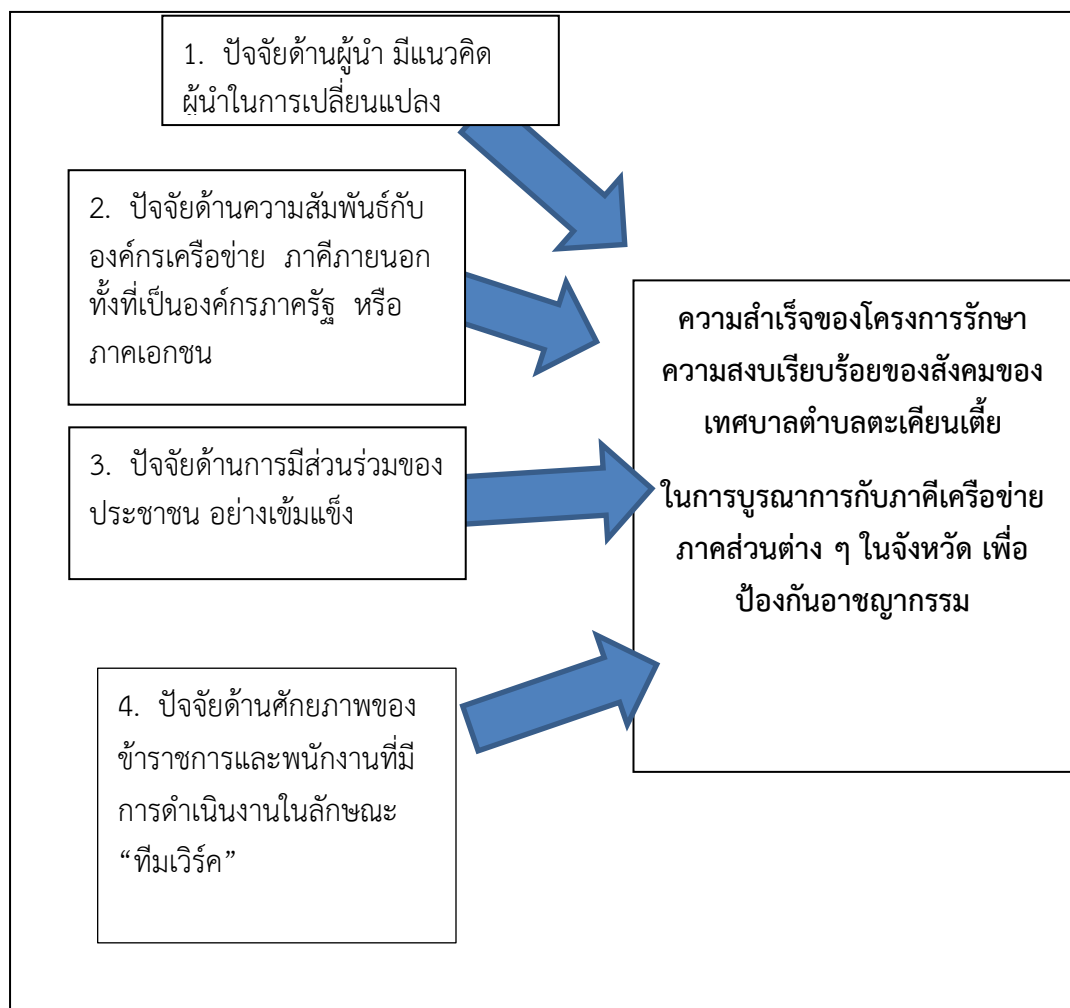 1. ปัจจัยด้านผู้นำ มีแนวคิด
ผู้นำในการเปลี่ยนแปลง
2. ปัจจัยด้านความสัมพันธ์กับ
องค์กรเครือข่าย ภาคีภายนอก
ทั้งที่เป็นองค์กรภาครัฐ หรือ
ภาคเอกชน
3. ปัจจัยด้านการมีส่วนร่วมของ
ประชาชน อย่างเข้มแข็ง
4. ปัจจัยด้านศักยภาพของ
ข้าราชการและพนักงานที่มี
การดำเนินงานในลักษณะ
“ทีมเวิร์ค”
ความสำเร็จของโครงการรักษา
ความสงบเรียบร้อยของสังคมของ
เทศบาลตำบลตะเคียนเตี้ย
ในการบูรณาการกับภาคีเครือข่าย
ภาคส่วนต่าง ๆ ในจังหวัด เพื่อ
ป้องกันอาชญากรรม